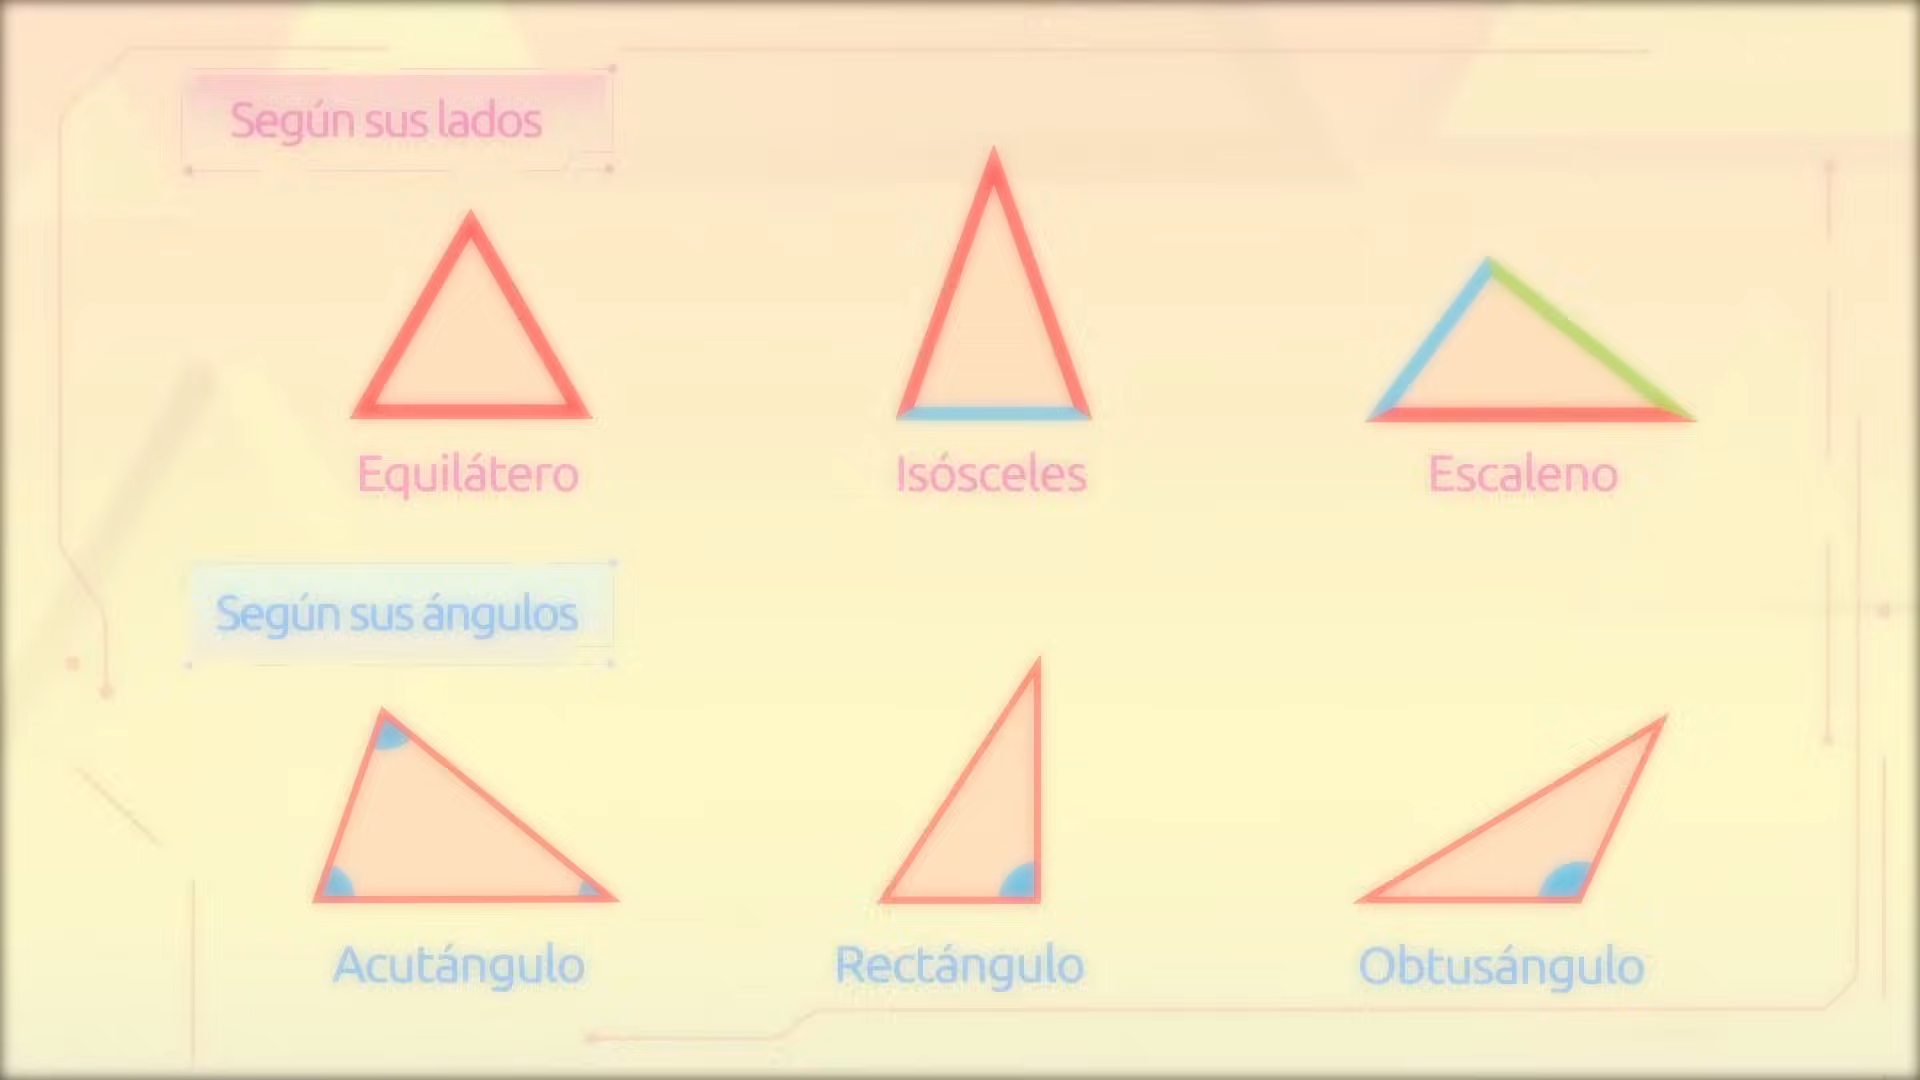 Según sus lados
Equilátero
Isósceles
Escaleno
Según sus ángulos
Acutángulo
Rectángulo
Obtusángulo